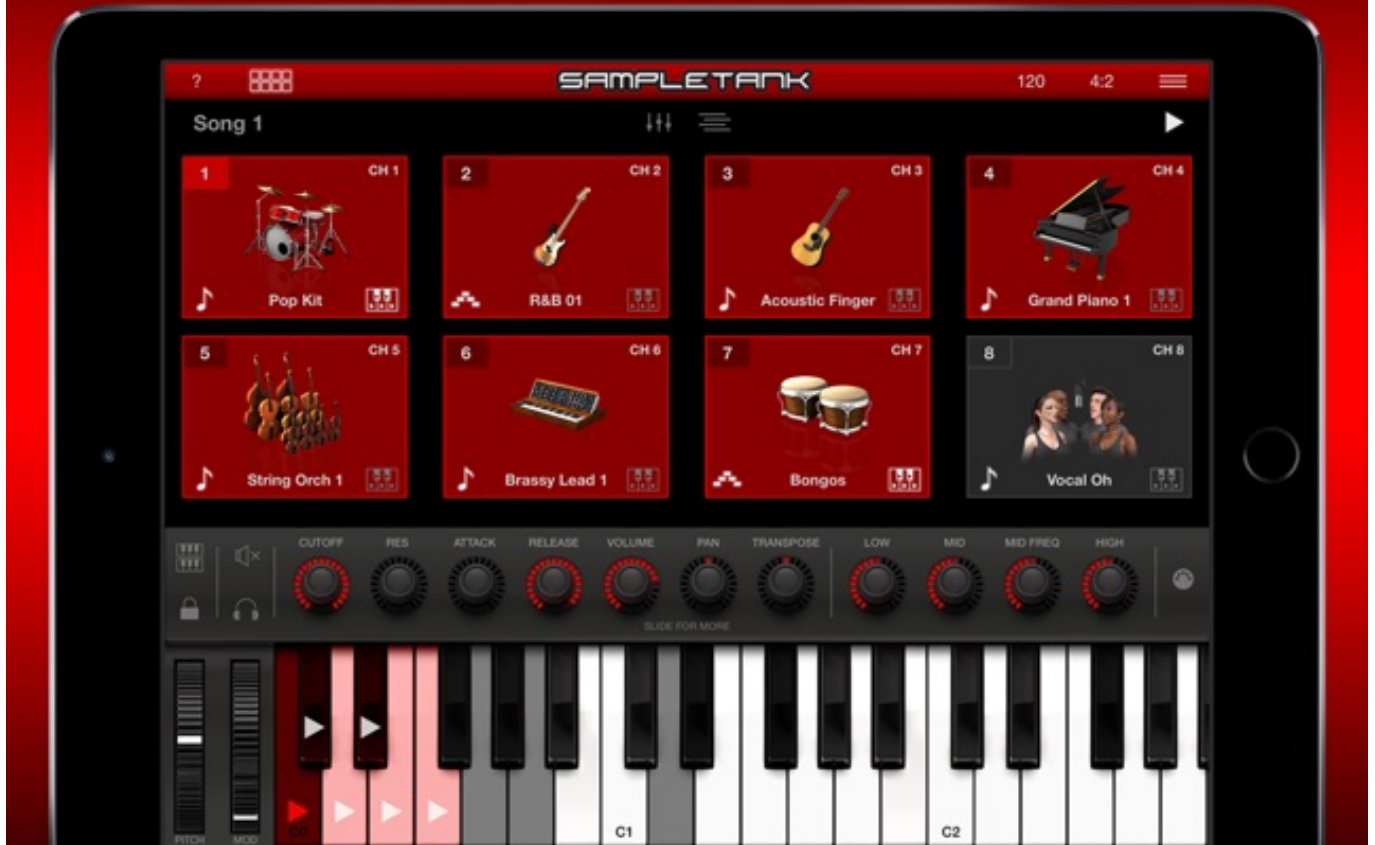 ?
SAMPLETANK
120
4:2
Song 1
1
CH 1
Pop Kit
2
CH 2
R&B 01
3
CH 3
Acoustic Finger
4
CH 4
Grand Piano 1
5
CH 5
String Orch 1
6
CH 6
Brassy Lead 1
7
CH 7
Bongos
8
CH 8
Vocal Oh
CUTOFF
RES
ATTACK
RELEASE
VOLUME
PAN
TRANSPOSE
LOW
MID
MID FREQ
HIGH
SLIDE FOR MORE
PITCH
MOD
C0
C1
C2